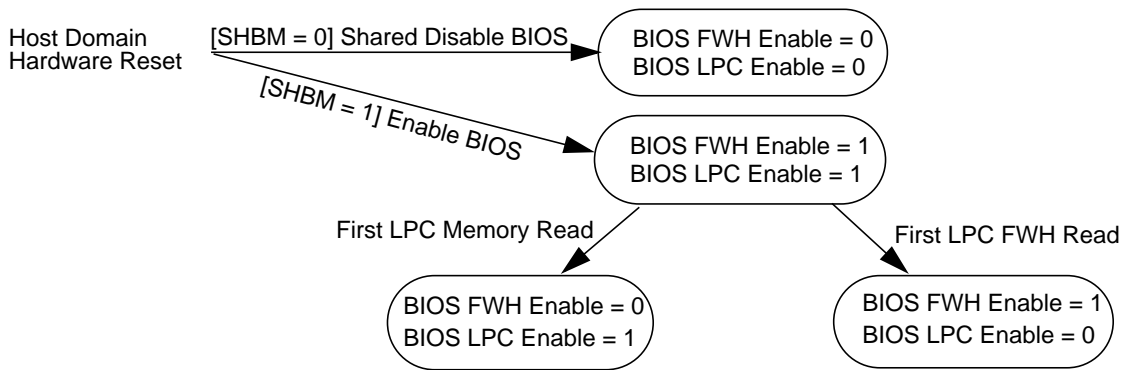 Host Domain
Hardware Reset
[SHBM = 0] Shared Disable BIOS
BIOS FWH Enable = 0
BIOS LPC Enable = 0
[SHBM = 1] Enable BIOS
BIOS FWH Enable = 1
BIOS LPC Enable = 1
First LPC Memory Read
First LPC FWH Read
BIOS FWH Enable = 0
BIOS LPC Enable = 1
BIOS FWH Enable = 1
BIOS LPC Enable = 0